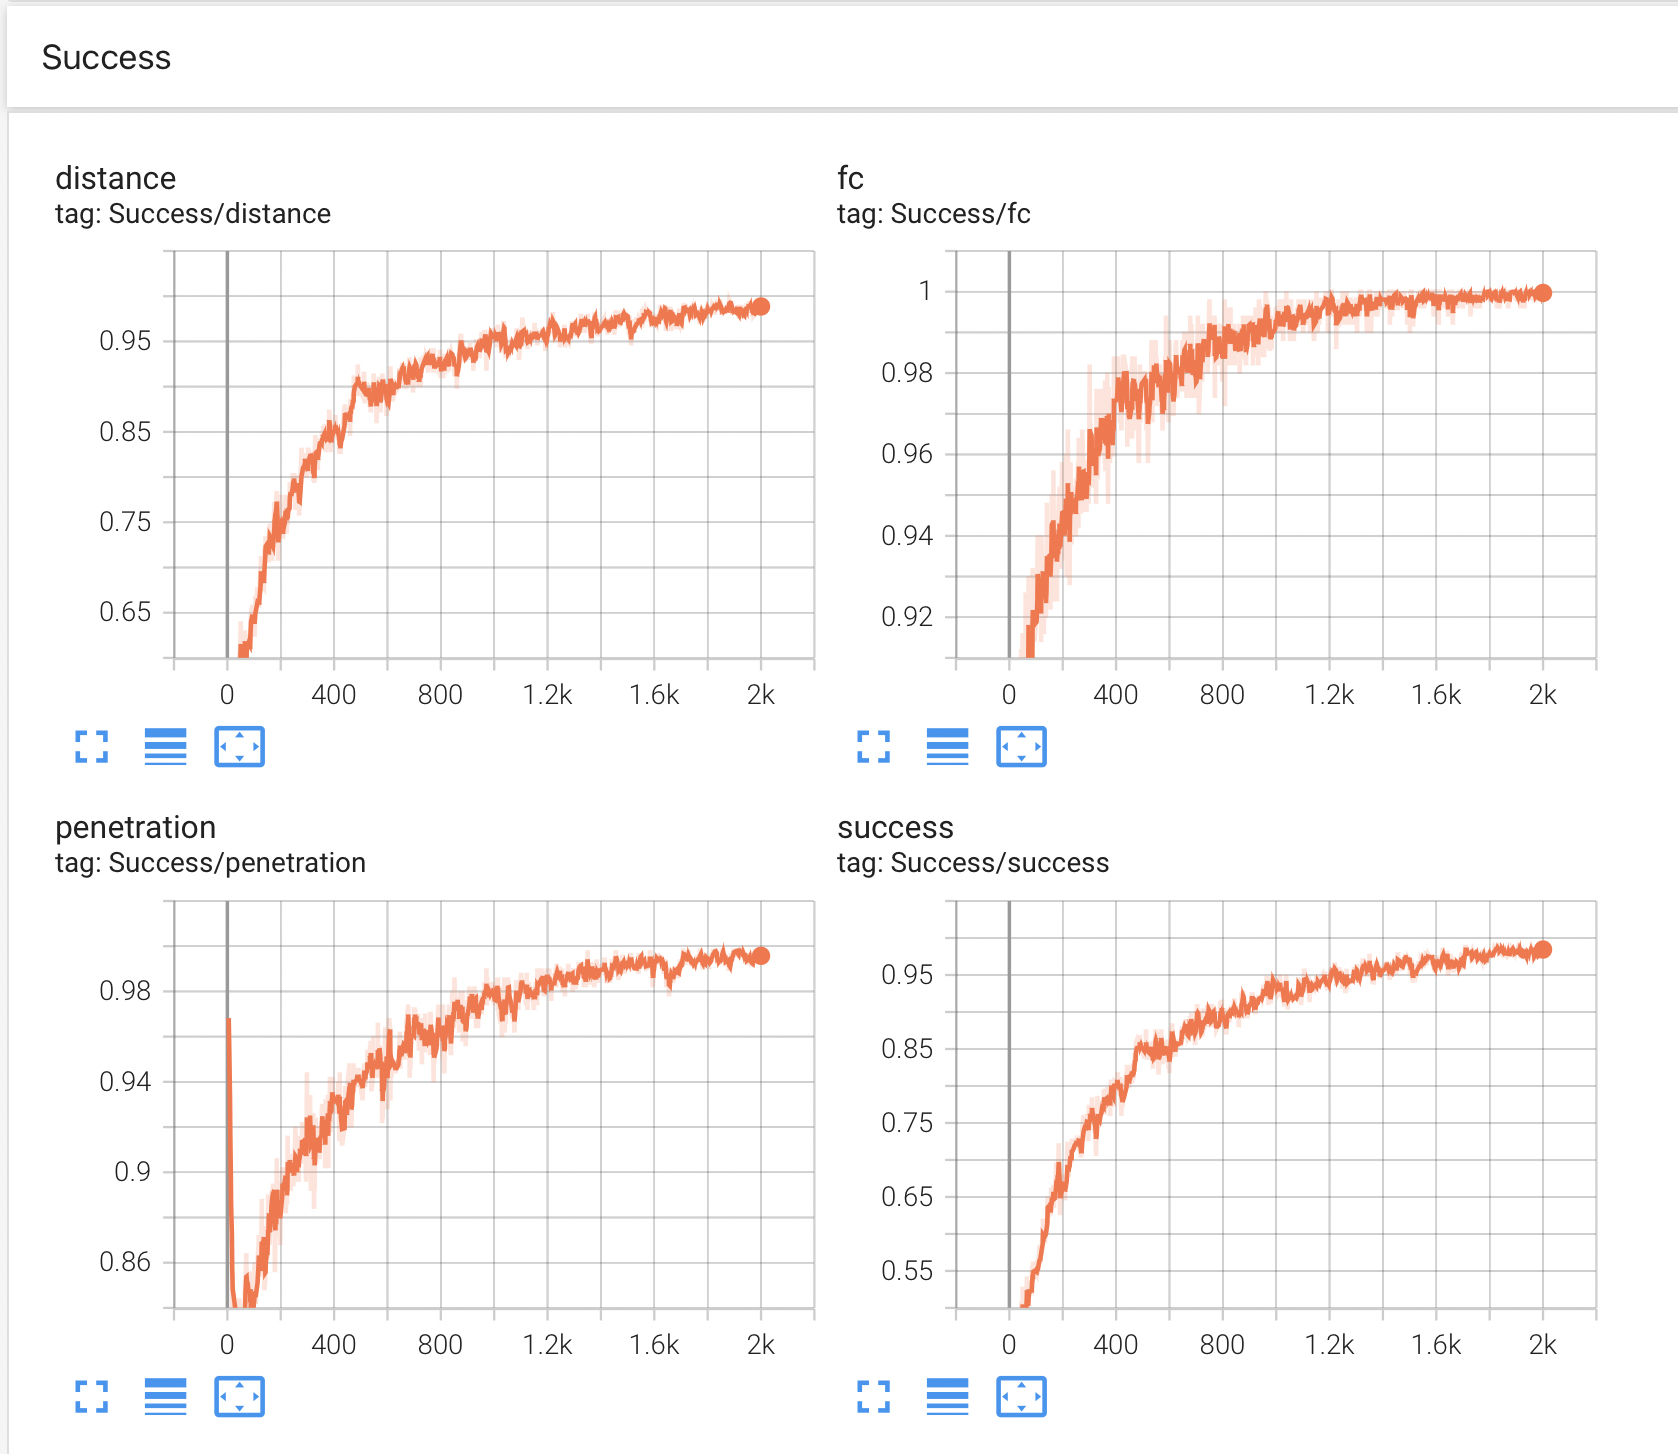 Success
distance
tag: Success/distance
0.95
0.85
0.75
0.65
0 400 800 1.2k 1.6k 2k
fc
tag: Success/fc
1
0.98
0.96
0.94
0.92
0 400 800 1.2k 1.6k 2k
penetration
tag: Success/penetration
0.98
0.94
0.9
0.86
0 400 800 1.2k 1.6k 2k
success
tag: Success/success
0.95
0.85
0.75
0.65
0.55
0 400 800 1.2k 1.6k 2k